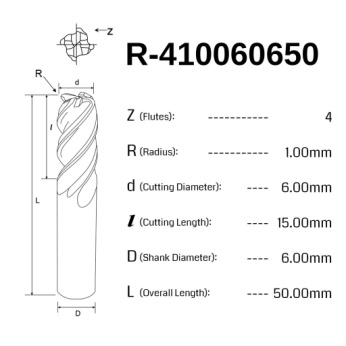 Z
R-410060650
R
d
Z (Flutes): ----------- 4
l
R (Radius): ----------- 1.00mm
d (Cutting Diameter): ---- 6.00mm
L
l (Cutting Length): ---- 15.00mm
D (Shank Diameter): ---- 6.00mm
L (Overall Length): ---- 50.00mm
D